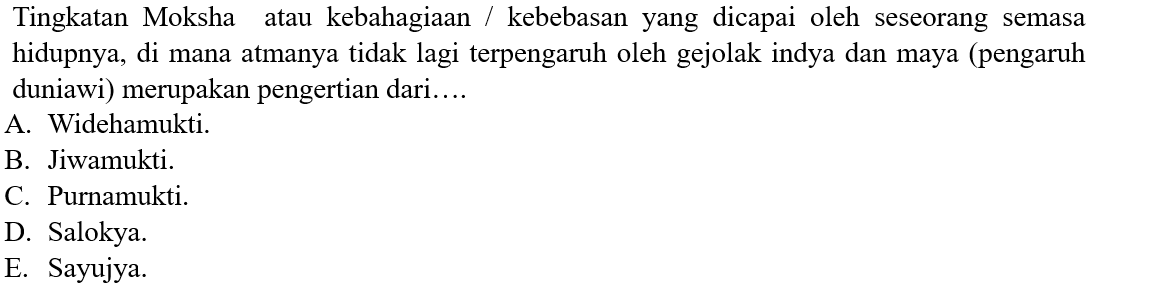 Tingkatan Moksha atau kebahagiaan / kebebasan yang dicapai oleh seseorang semasa
hidupnya, di mana atmanya tidak lagi terpengaruh oleh gejolak indya dan maya (pengaruh
duniawi) merupakan pengertian dari….
A. Widehamukti.
B. Jiwamukti.
C. Purnamukti.
D. Salokya.
E. Sayujya.